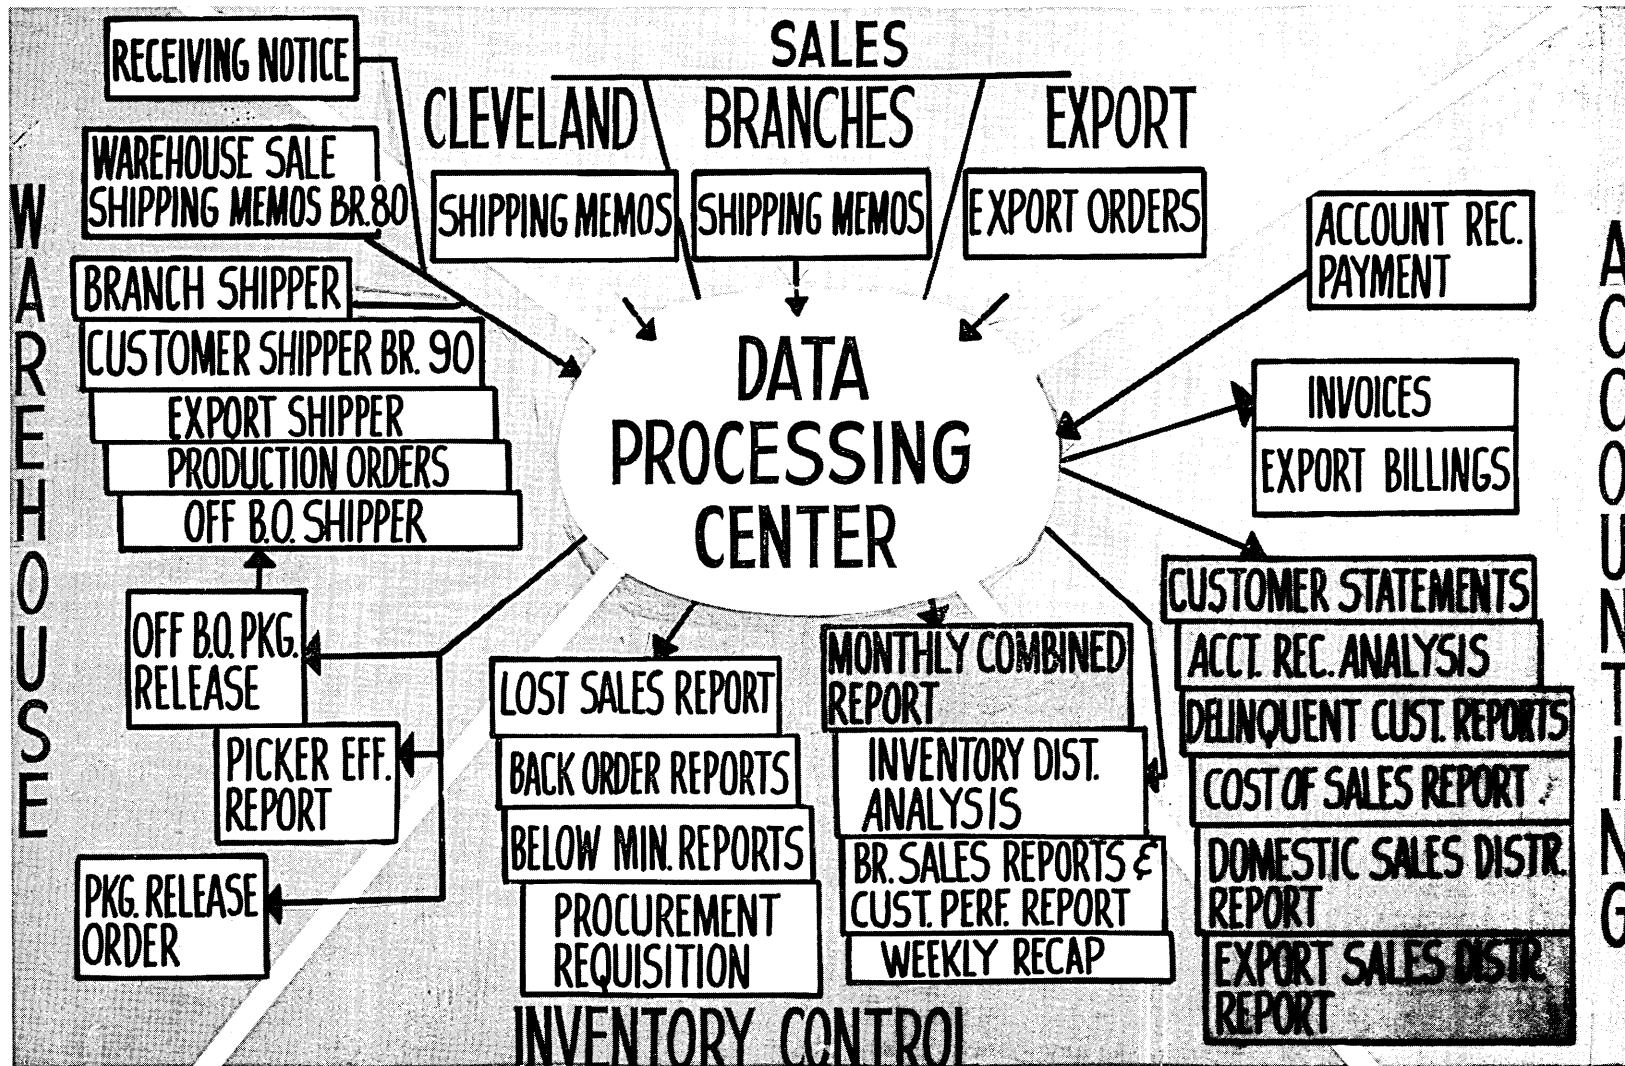 SALES
CLEVELAND
BRANCHES
EXPORT
RECEIVING NOTICE
WAREHOUSE SALE
SHIPPING MEMOS BR.80
SHIPPING MEMOS
SHIPPING MEMOS
EXPORT ORDERS
WAREHOUSE
BRANCH SHIPPER
CUSTOMER SHIPPER BR. 90
EXPORT SHIPPER
PRODUCTION ORDERS
OFF B.O. SHIPPER
OFF B.O. PKG.
RELEASE
PICKER EFF.
REPORT
PKG. RELEASE
ORDER
DATA
PROCESSING
CENTER
ACCOUNT REC.
PAYMENT
INVOICES
EXPORT BILLINGS
ACCOUNTING
CUSTOMER STATEMENTS
ACCT. REC. ANALYSIS
DELINQUENT CUST. REPORTS
COST OF SALES REPORT
DOMESTIC SALES DISTR.
REPORT
EXPORT SALES DISTR.
REPORT
LOST SALES REPORT
BACK ORDER REPORTS
BELOW MIN. REPORTS
PROCUREMENT
REQUISITION
MONTHLY COMBINED
REPORT
INVENTORY DIST.
ANALYSIS
BR. SALES REPORTS &
CUST. PERF. REPORT
WEEKLY RECAP
INVENTORY CONTROL